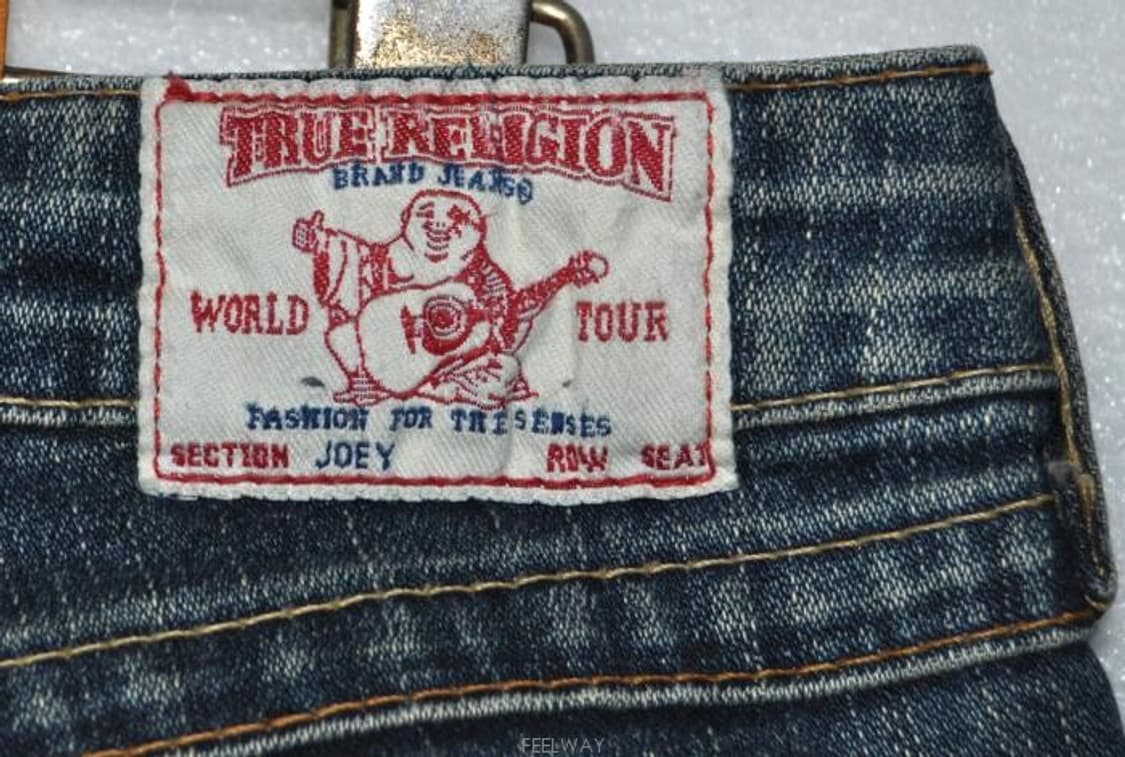 TRUE RELIGION
BRAND JEANS®
WORLD TOUR
FASHION FOR THE SENSES
SECTION JOEY ROW SEAT
FEELWAY